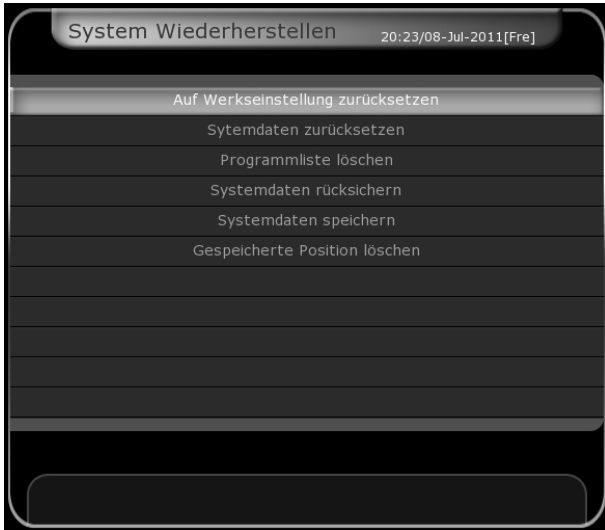 System Wiederherstellen
20:23/08-Jul-2011[Fre]
Auf Werkseinstellung zurücksetzen
Sytemdaten zurücksetzen
Programmliste löschen
Systemdaten rücksichern
Systemdaten speichern
Gespeicherte Position löschen